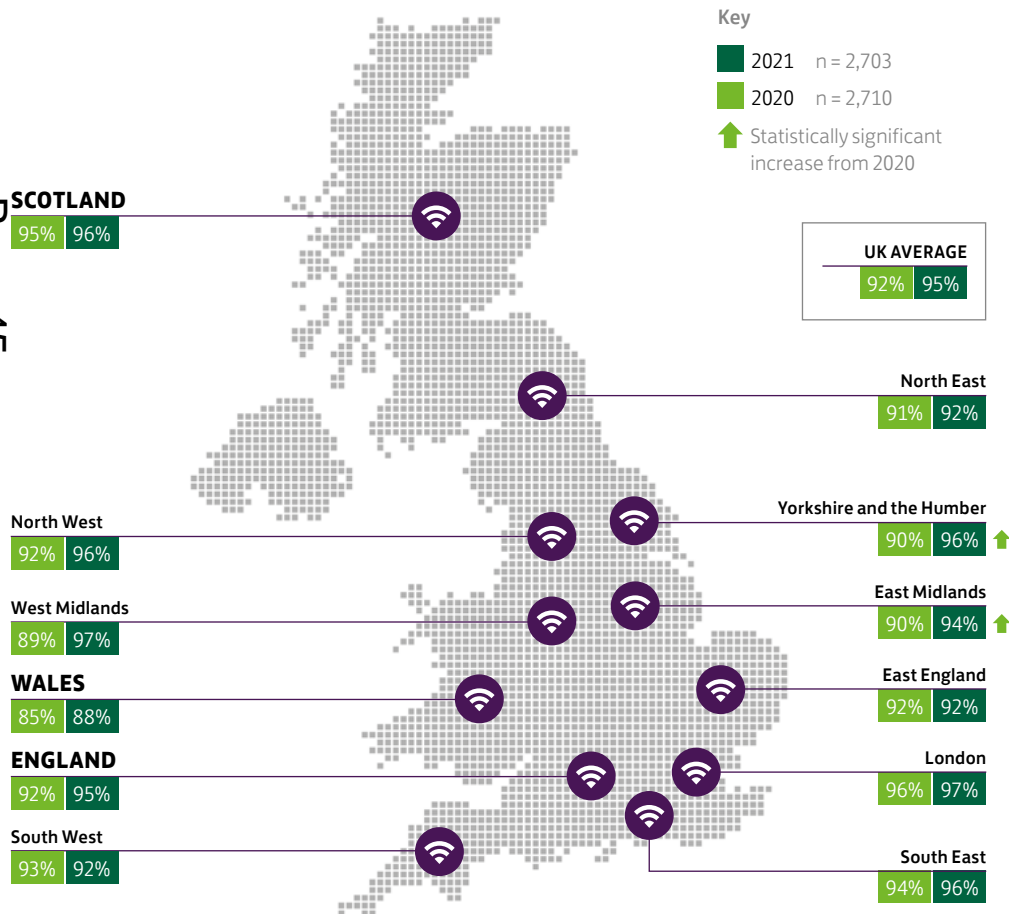 Key
2021 n = 2,703
2020 n = 2,710
Statistically significant
increase from 2020
SCOTLAND
95% 96%
UK AVERAGE
92% 95%
North East
91% 92%
Yorkshire and the Humber
90% 96%
North West
92% 96%
East Midlands
90% 94%
West Midlands
89% 97%
East England
92% 92%
WALES
85% 88%
London
96% 97%
ENGLAND
92% 95%
South West
93% 92%
South East
94% 96%